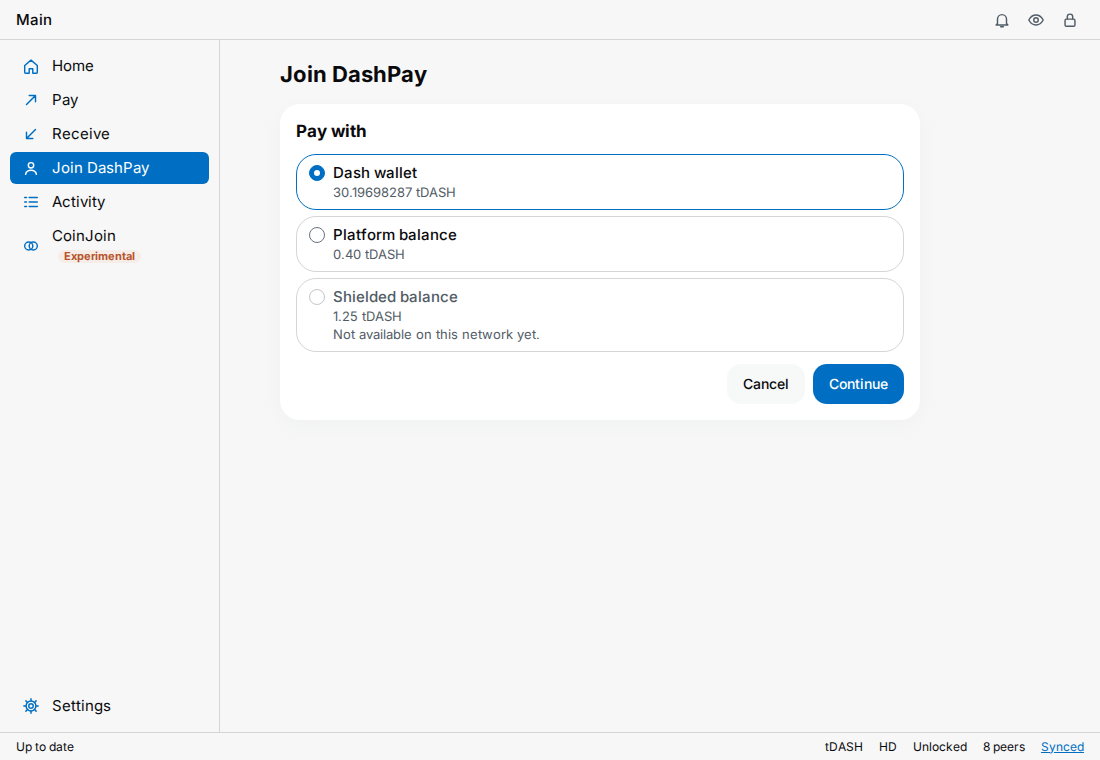 Main
Home
Pay
Receive
Join DashPay
Activity
CoinJoin
Experimental
Settings
Join DashPay
Pay with
Dash wallet
30.19698287 tDASH
Platform balance
0.40 tDASH
Shielded balance
1.25 tDASH
Not available on this network yet.
Cancel Continue
Up to date tDASH HD Unlocked 8 peers Synced